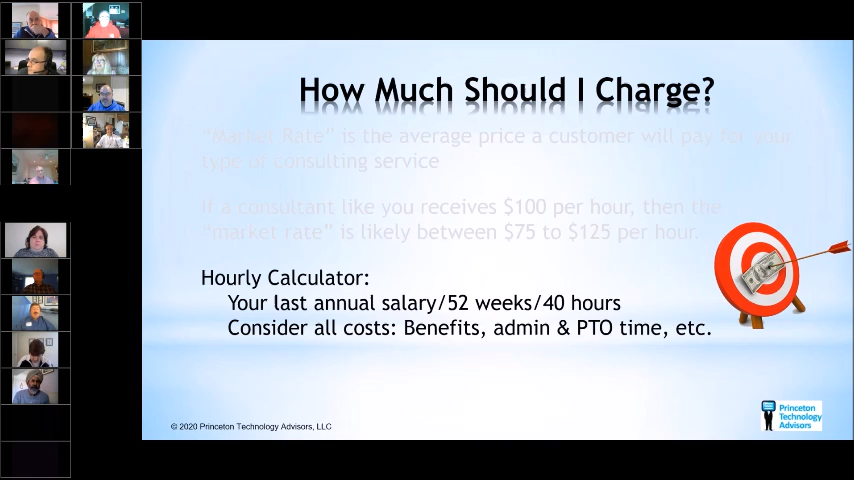 How Much Should I Charge?
"Market Rate" is the average price a customer will pay for your
type of consulting service
If a consultant like you receives $100 per hour, then the
"market rate" is likely between $75 to $125 per hour.
Hourly Calculator:
Your last annual salary/52 weeks/40 hours
Consider all costs: Benefits, admin & PTO time, etc.
© 2020 Princeton Technology Advisors, LLC
Princeton
Technology
Advisors